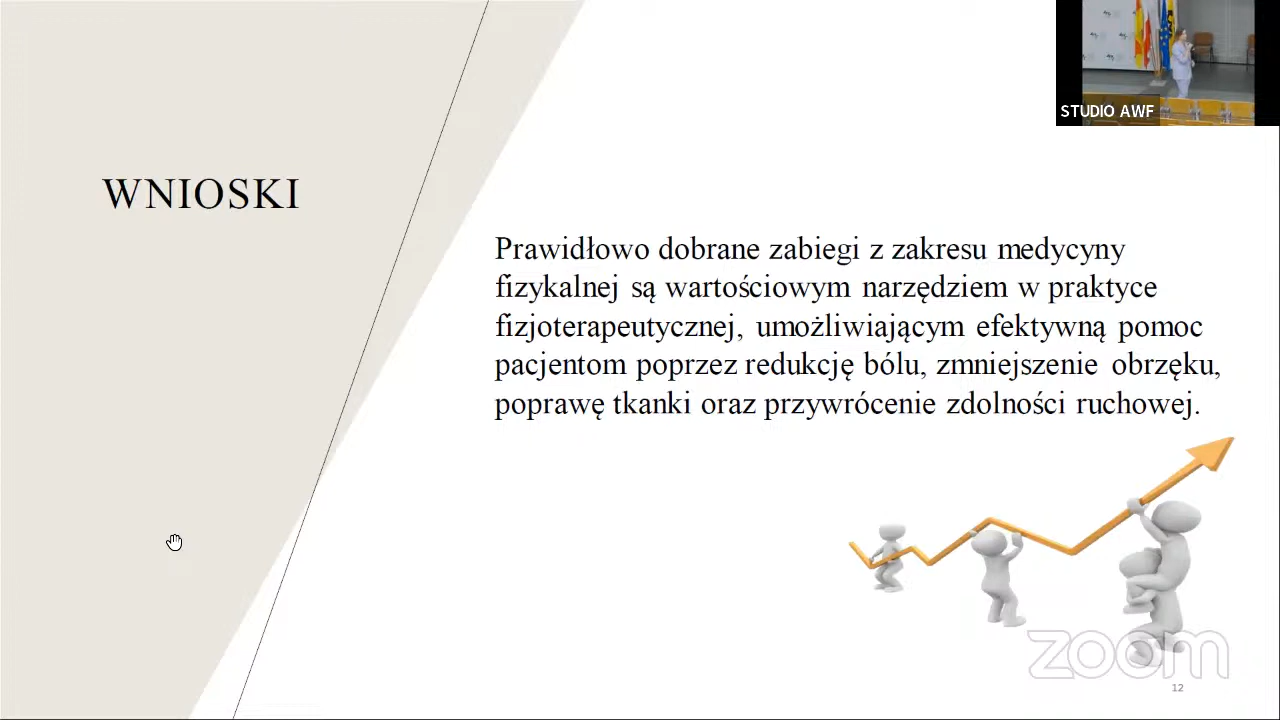 STUDIO AWF
WNIOSKI
Prawidłowo dobrane zabiegi z zakresu medycyny
fizykalnej są wartościowym narzędziem w praktyce
fizjoterapeutycznej, umożliwiającym efektywną pomoc
pacjentom poprzez redukcję bólu, zmniejszenie obrzęku,
poprawę tkanki oraz przywrócenie zdolności ruchowej.
zoom
12